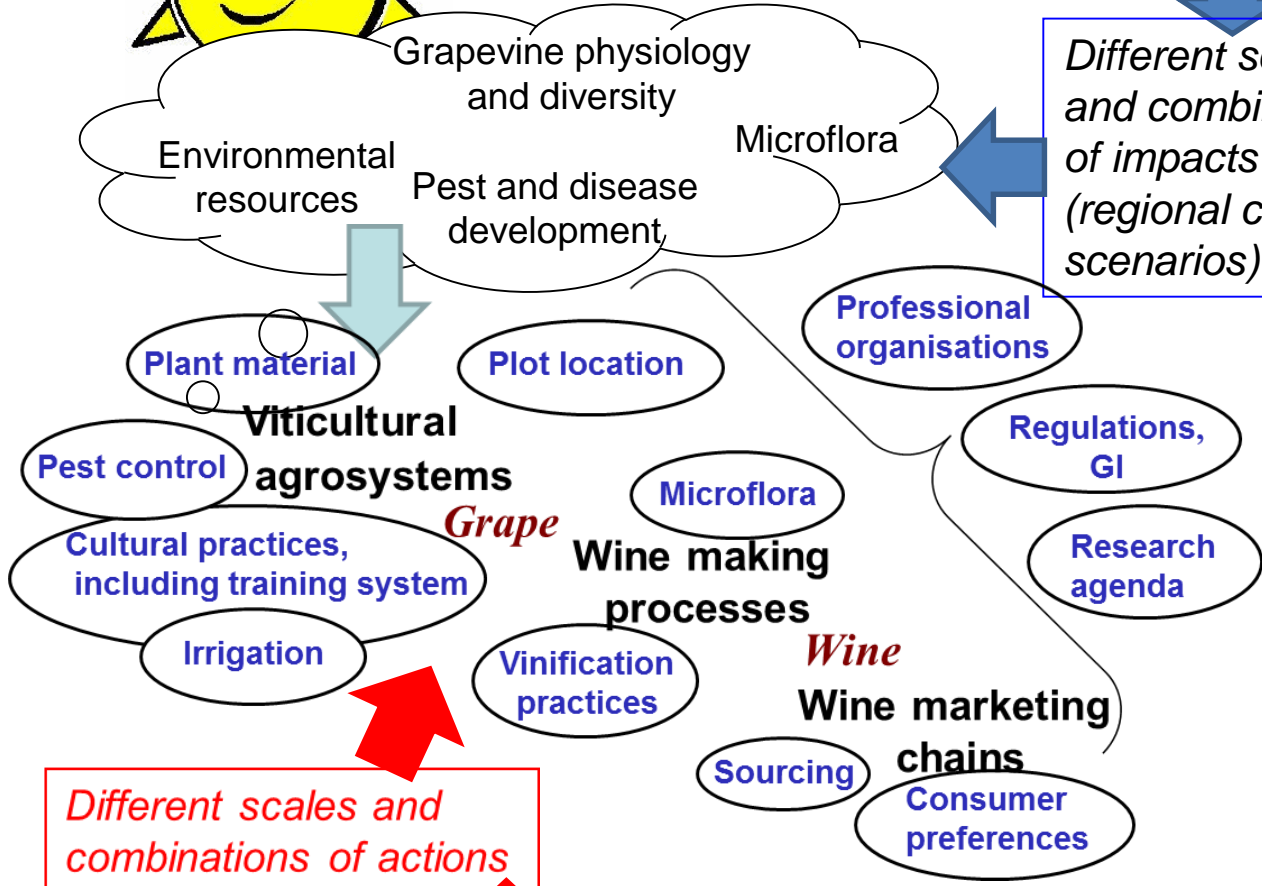 Grapevine physiology
and diversity
Environmental
resources
Microflora
Pest and disease
development
Different
and
of impacts
(regional
scenarios)
Professional
organisations
Plant material
Plot location
Viticultural
agrosystems
Regulations,
GI
Pest control
Microflora
Grape
Cultural practices,
including training system
Wine making
processes
Research
agenda
Irrigation
Vinification
practices
Wine
Wine marketing
chains
Sourcing
Consumer
preferences
Different scales and
combinations of actions